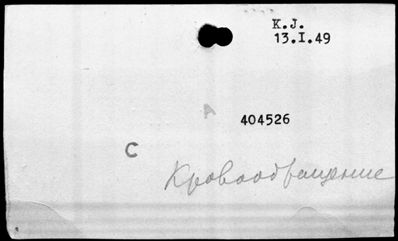 K.J.
13.I.49
A
404526
C
Кровообращение